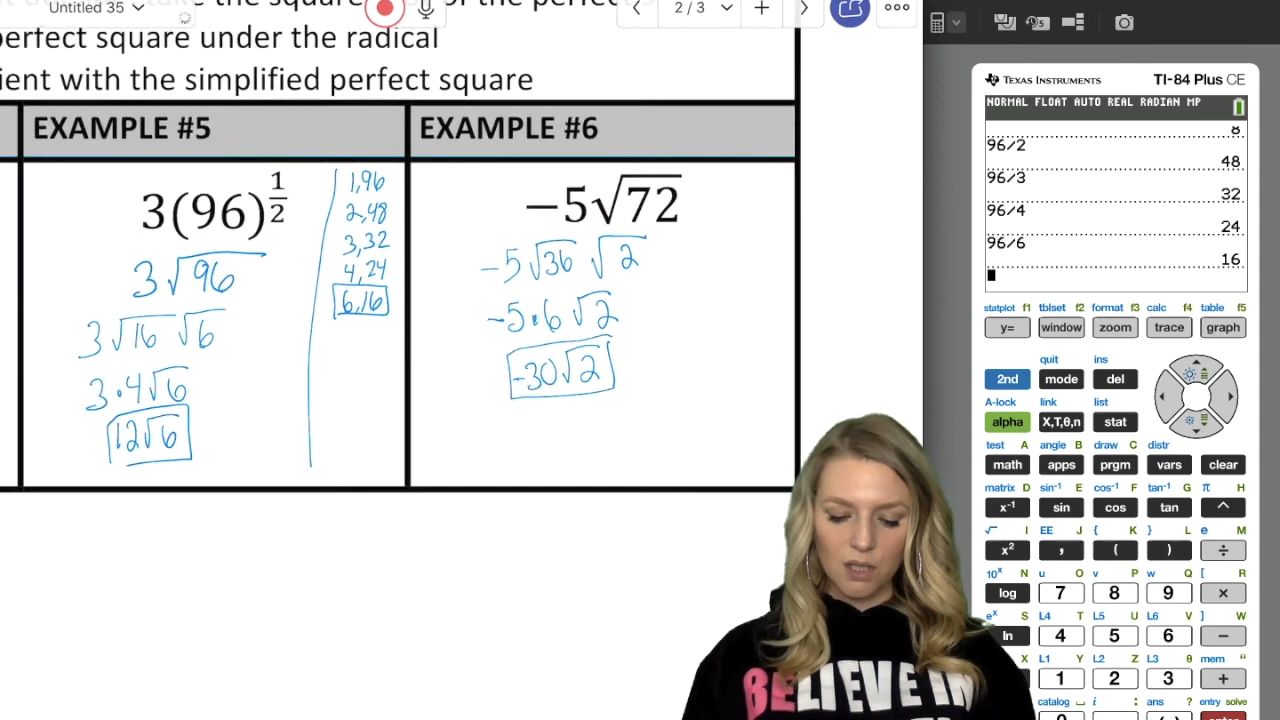 Untitled 35
2 / 3
take the square
of the perfect
perfect square under the radical
ient with the simplified perfect square
EXAMPLE #5
3(96)^{1/2}
3√96
3√16 √6
3·4√6
12√6
1,96
2,48
3,32
4,24
6,16
EXAMPLE #6
−5√72
-5√36 √2
-5·6√2
-30√2
BELIEVE IN
TEXAS INSTRUMENTS TI-84 Plus CE
NORMAL FLOAT AUTO REAL RADIAN MP
8
96/2
48
96/3
32
96/4
24
96/6
16
statplot f1 tblset f2 format f3 calc f4 table f5
y= window zoom trace graph
quit ins
2nd mode del
A-lock link list
alpha X,T,θ,n stat
test A angle B draw C distr
math apps prgm vars clear
matrix D sin⁻¹ E cos⁻¹ F tan⁻¹ G π H
x⁻¹ sin cos tan ^
√ I EE J { K } L e M
x² , ( ) ÷
10ˣ N u O v P w Q [ R
log 7 8 9 ×
eˣ S L4 T L5 U L6 V ] W
ln 4 5 6 −
X L1 Y L2 Z L3 θ mem “
1 2 3 +
catalog i : ans ? entry solve